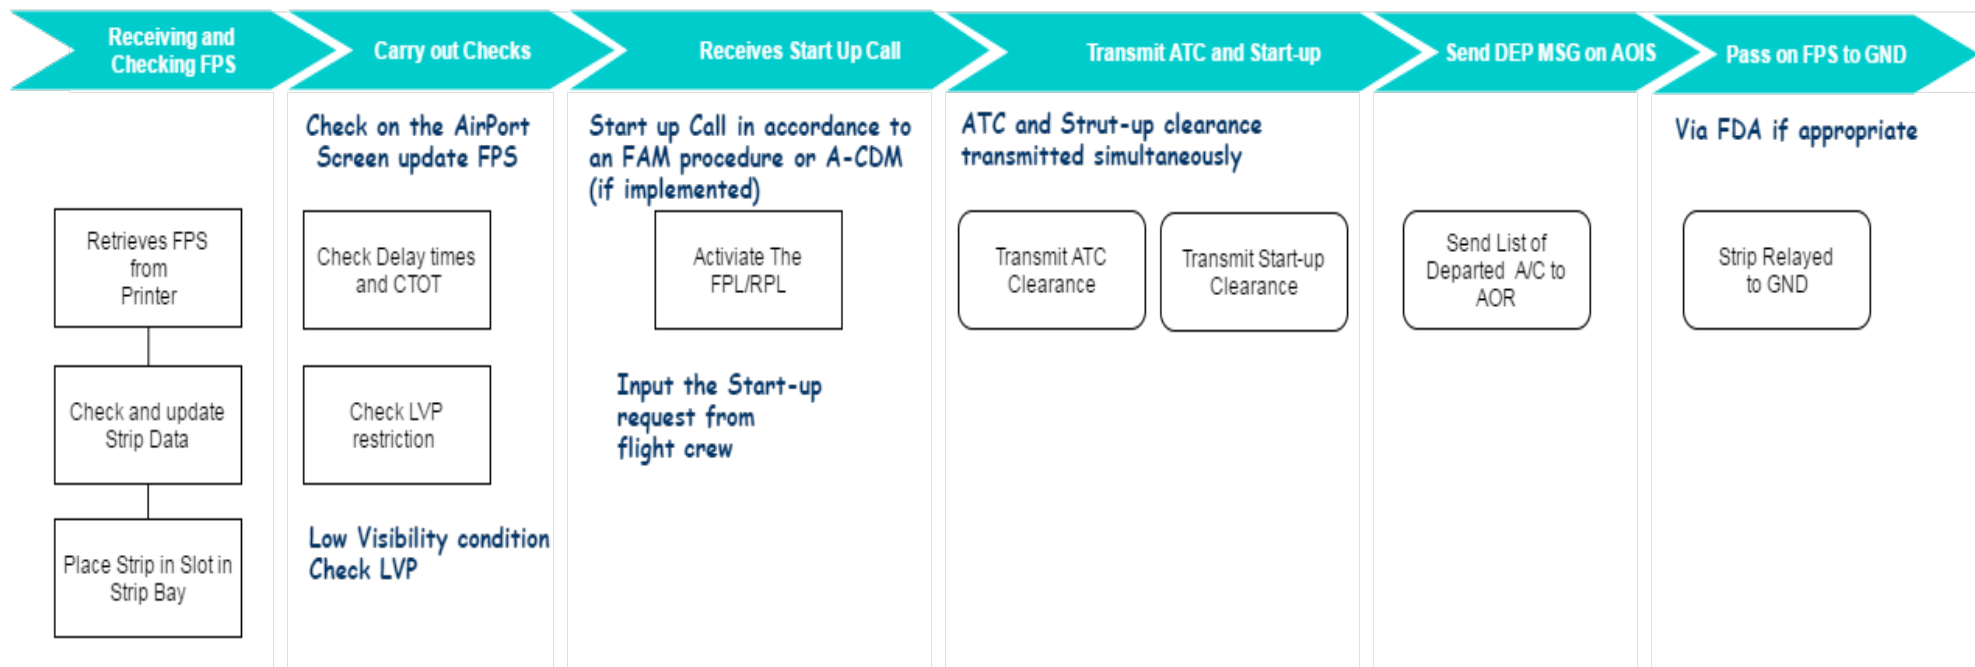 Receiving and
Checking FPS
Carry out Checks
Receives Start Up Call
Transmit ATC and Start-up
Send DEP MSG on AOIS
Pass on FPS to GND
Check on the AirPort
Screen update FPS
Start up Call in accordance to
an FAM procedure or A-CDM
(if implemented)
ATC and Strut-up clearance
transmitted simultaneously
Via FDA if appropriate
Retrieves FPS
from
Printer
Check and update
Strip Data
Place Strip in Slot in
Strip Bay
Check Delay times
and CTOT
Check LVP
restriction
Low Visibility condition
Check LVP
Activiate The
FPL/RPL
Input the Start-up
request from
flight crew
Transmit ATC
Clearance
Transmit Start-up
Clearance
Send List of
Departed A/C to
AOR
Strip Relayed
to GND